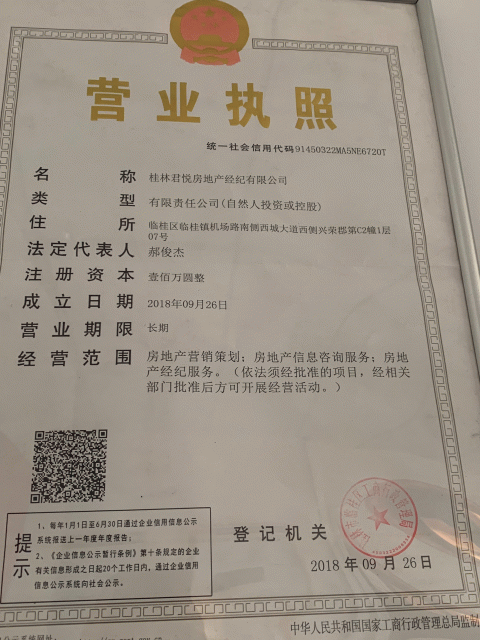 营业执照
统一社会信用代码91450322MA5NE6720T
名称 桂林君悦房地产经纪有限公司
类型 有限责任公司(自然人投资或控股)
住所 临桂区临桂镇机场路南侧西城大道西侧兴荣郡第C2幢1层
07号
法定代表人 郝俊杰
注册资本 壹佰万圆整
成立日期 2018年09月26日
营业期限 长期
经营范围 房地产营销策划；房地产信息咨询服务；房地
产经纪服务。（依法须经批准的项目，经相关
部门批准后方可开展经营活动。）
提示
1、每年1月1日至6月30日通过企业信用信息公示
系统报送上一年度年度报告；
2、《企业信息公示暂行条例》第十条规定的企业
有关信息形成之日起20个工作日内，通过企业信用
信息公示系统向社会公示。
登记机关
2018 年 09 月 26日
中华人民共和国国家工商行政管理总局监制